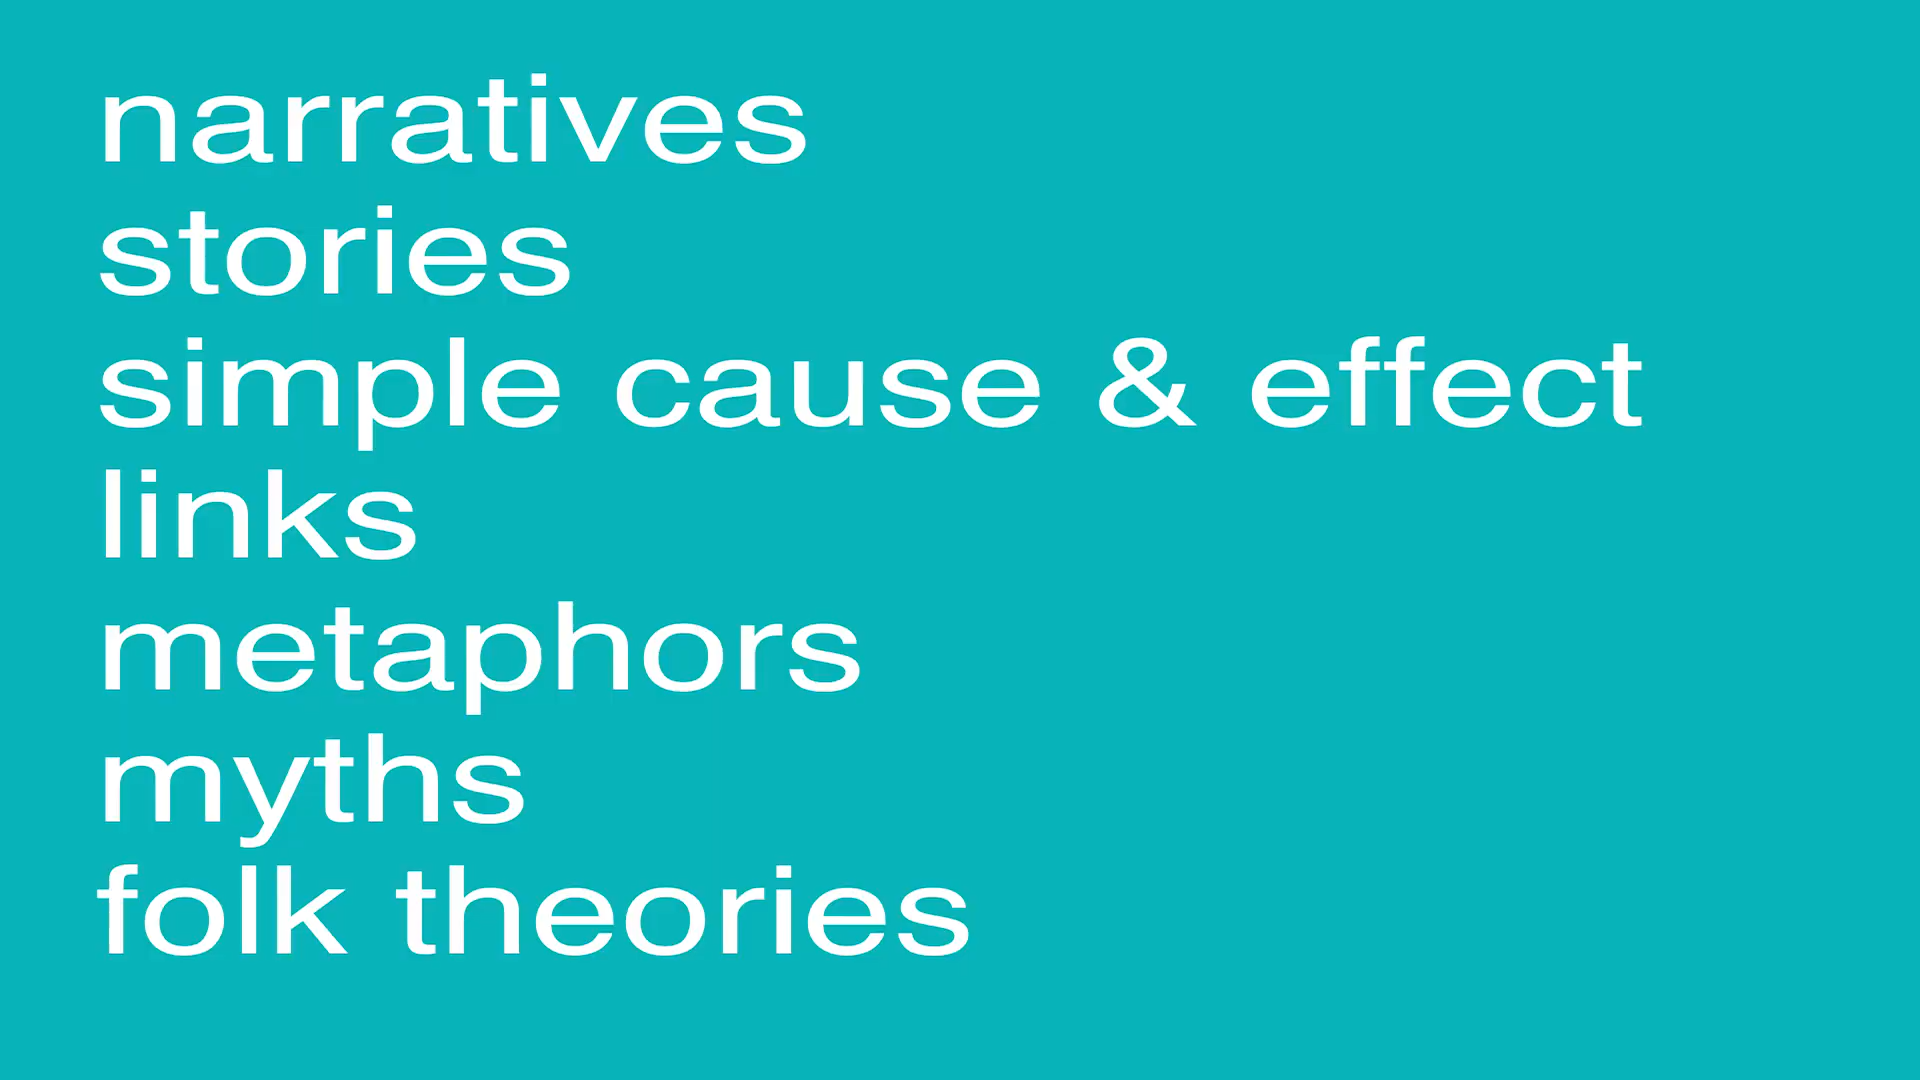 narratives
stories
simple cause & effect
links
metaphors
myths
folk theories